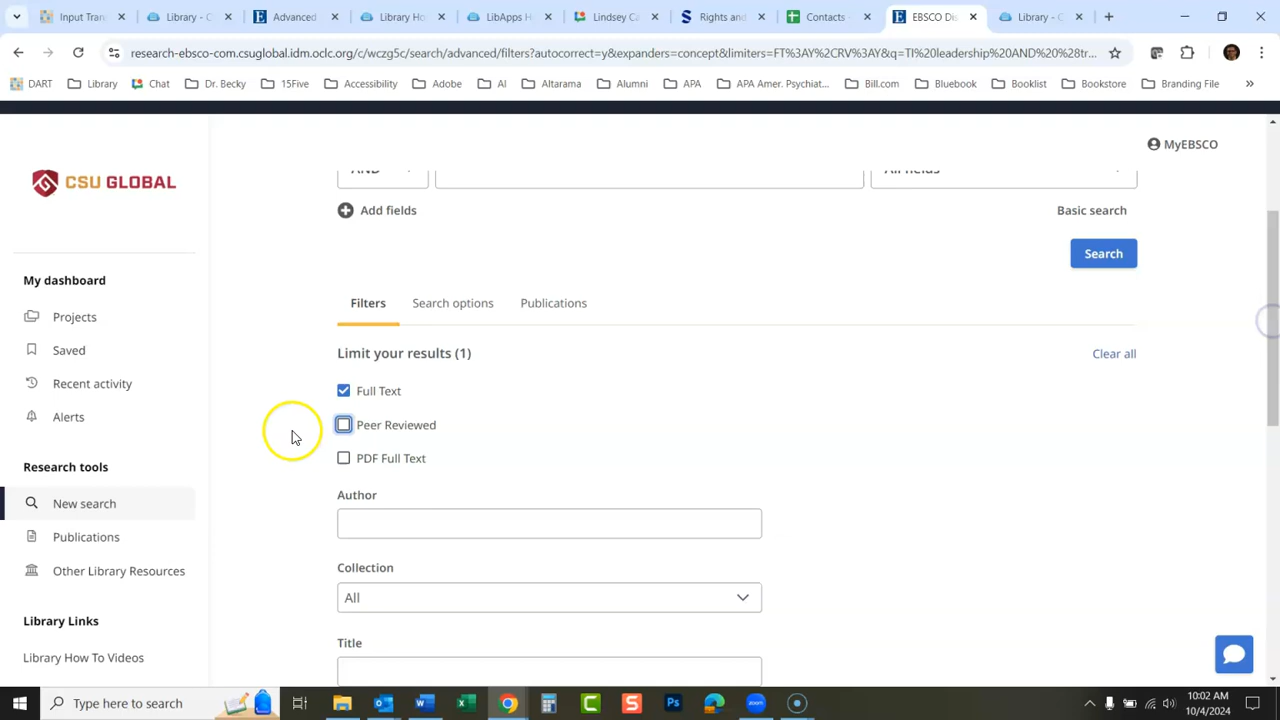 Input Tran
Library - C
Advanced
Library Ho
LibApps H
Lindsey Ca
Rights and
Contacts -
EBSCO Dis
Library - C
research-ebsco-com.csuglobal.idm.oclc.org/c/wczg5c/search/advanced/filters?autocorrect=y&expanders=concept&limiters=FT%3AY%2CRV%3AY&q=TI%20leadership%20AND%20%28tr...
DART Library Chat Dr. Becky 15Five Accessibility Adobe AI Altarama Alumni APA APA Amer. Psychiat... Bill.com Bluebook Booklist Bookstore Branding File »
MyEBSCO
CSU GLOBAL
AND
All fields
Add fields
Basic search
Search
My dashboard
Projects
Saved
Recent activity
Alerts
Research tools
New search
Publications
Other Library Resources
Library Links
Library How To Videos
Filters Search options Publications
Limit your results (1)
Clear all
Full Text
Peer Reviewed
PDF Full Text
Author
Collection
All
Title
Type here to search
zoom
10:02 AM
10/4/2024